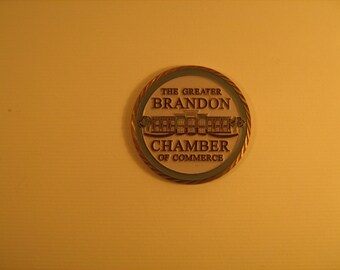 THE GREATER
BRANDON
CHAMBER
OF COMMERCE